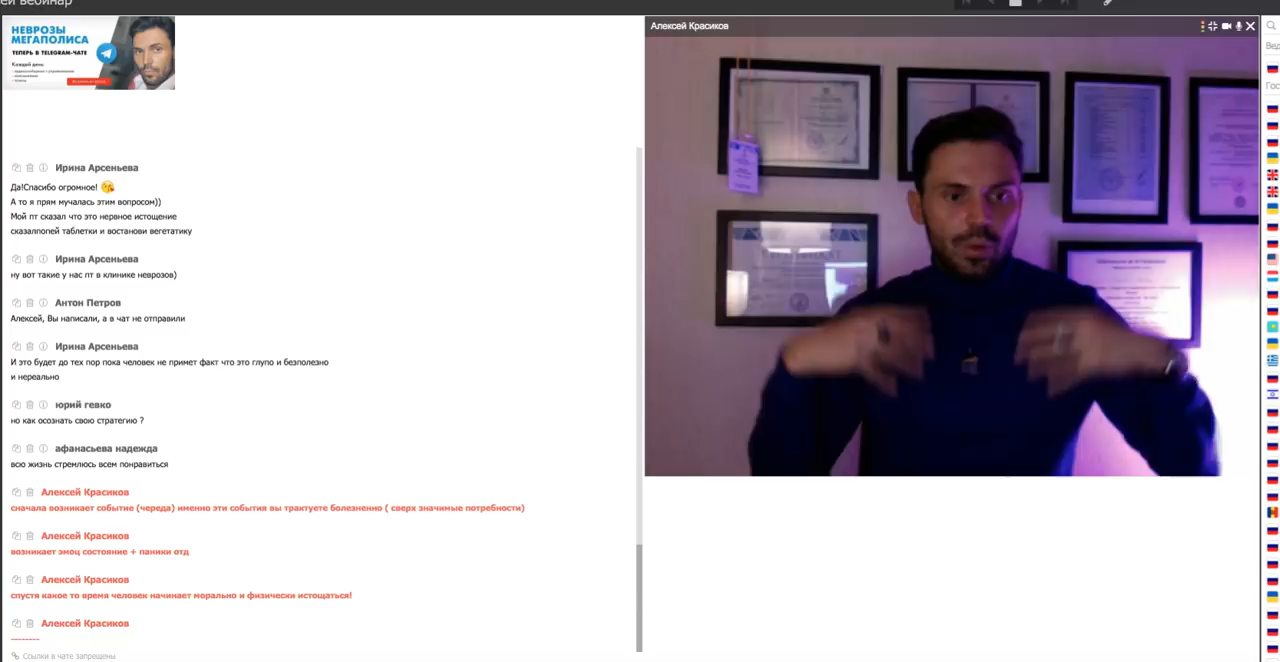 ей вебинар
НЕВРОЗЫ
МЕГАПОЛИСА
ТЕПЕРЬ В TELEGRAM-ЧАТЕ
Каждый день:
Ирина Арсеньева
Да!Спасибо огромное! 😘
А то я прям мучалась этим вопросом))
Мой пт сказал что это нервное истощение
сказалпопей таблетки и востанови вегетатику
Ирина Арсеньева
ну вот такие у нас пт в клинике неврозов)
Антон Петров
Алексей, Вы написали, а в чат не отправили
Ирина Арсеньева
И это будет до тех пор пока человек не примет факт что это глупо и безполезно
и нереально
юрий гевко
но как осознать свою стратегию ?
афанасьева надежда
всю жизнь стремлюсь всем понравиться
Алексей Красиков
сначала возникает событие (череда) именно эти события вы трактуете болезненно ( сверх значимые потребности)
Алексей Красиков
возникает эмоц состояние + паники отд
Алексей Красиков
спустя какое то время человек начинает морально и физически истощаться!
Алексей Красиков
--------
Ссылки в чате запрещены
Алексей Красиков
Вед
Гос